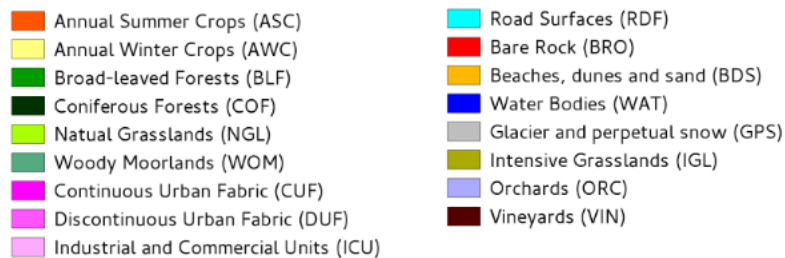 Annual Summer Crops (ASC)
Annual Winter Crops (AWC)
Broad-leaved Forests (BLF)
Coniferous Forests (COF)
Natual Grasslands (NGL)
Woody Moorlands (WOM)
Continuous Urban Fabric (CUF)
Discontinuous Urban Fabric (DUF)
Industrial and Commercial Units (ICU)
Road Surfaces (RDF)
Bare Rock (BRO)
Beaches, dunes and sand (BDS)
Water Bodies (WAT)
Glacier and perpetual snow (GPS)
Intensive Grasslands (IGL)
Orchards (ORC)
Vineyards (VIN)